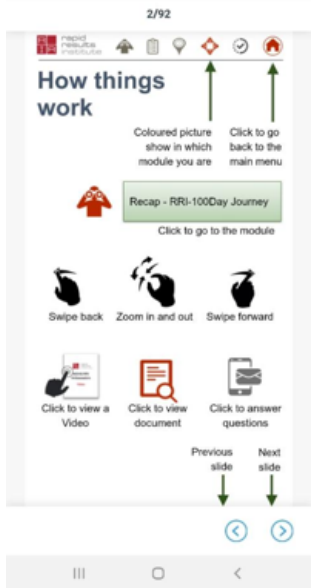 2/92
rapid
results
institute
How things
work
Coloured picture
show in which
module you are
Click to go
back to the
main menu
Recap - RRI-100Day Journey
Click to go to the module
Swipe back
Zoom in and out
Swipe forward
Click to view a
Video
Click to view
document
Click to answer
questions
Previous
slide
Next
slide